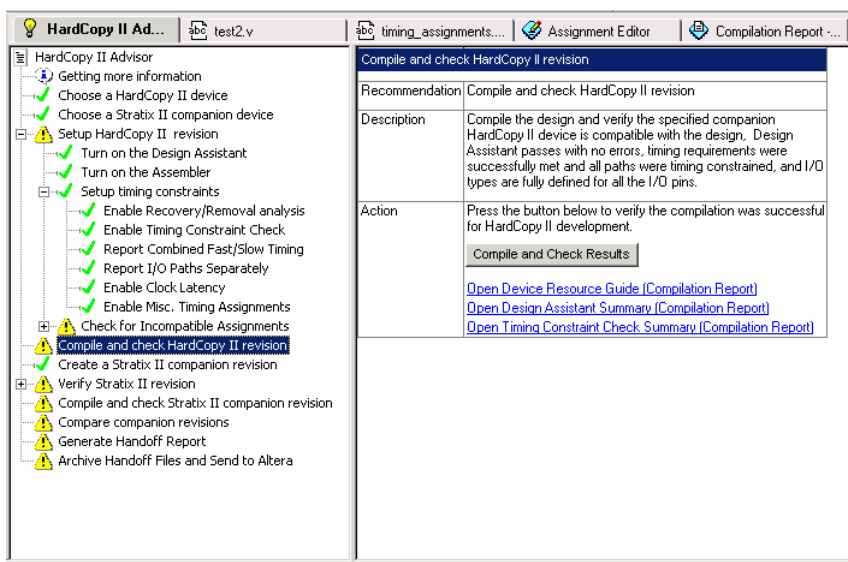 HardCopy II Ad...
abc test2.v
abc timing_assignments....
Assignment Editor
Compilation Report -...
HardCopy II Advisor
Getting more information
Choose a HardCopy II device
Choose a Stratix II companion device
Setup HardCopy II revision
Turn on the Design Assistant
Turn on the Assembler
Setup timing constraints
Enable Recovery/Removal analysis
Enable Timing Constraint Check
Report Combined Fast/Slow Timing
Report I/O Paths Separately
Enable Clock Latency
Enable Misc. Timing Assignments
Check for Incompatible Assignments
Compile and check HardCopy II revision
Create a Stratix II companion revision
Verify Stratix II revision
Compile and check Stratix II companion revision
Compare companion revisions
Generate Handoff Report
Archive Handoff Files and Send to Altera
Compile and check HardCopy II revision
Recommendation Compile and check HardCopy II revision
Description Compile the design and verify the specified companion
HardCopy II device is compatible with the design, Design
Assistant passes with no errors, timing requirements were
successfully met and all paths were timing constrained, and I/O
types are fully defined for all the I/O pins.
Action Press the button below to verify the compilation was successful
for HardCopy II development.
Compile and Check Results
Open Device Resource Guide (Compilation Report)
Open Design Assistant Summary (Compilation Report)
Open Timing Constraint Check Summary (Compilation Report)